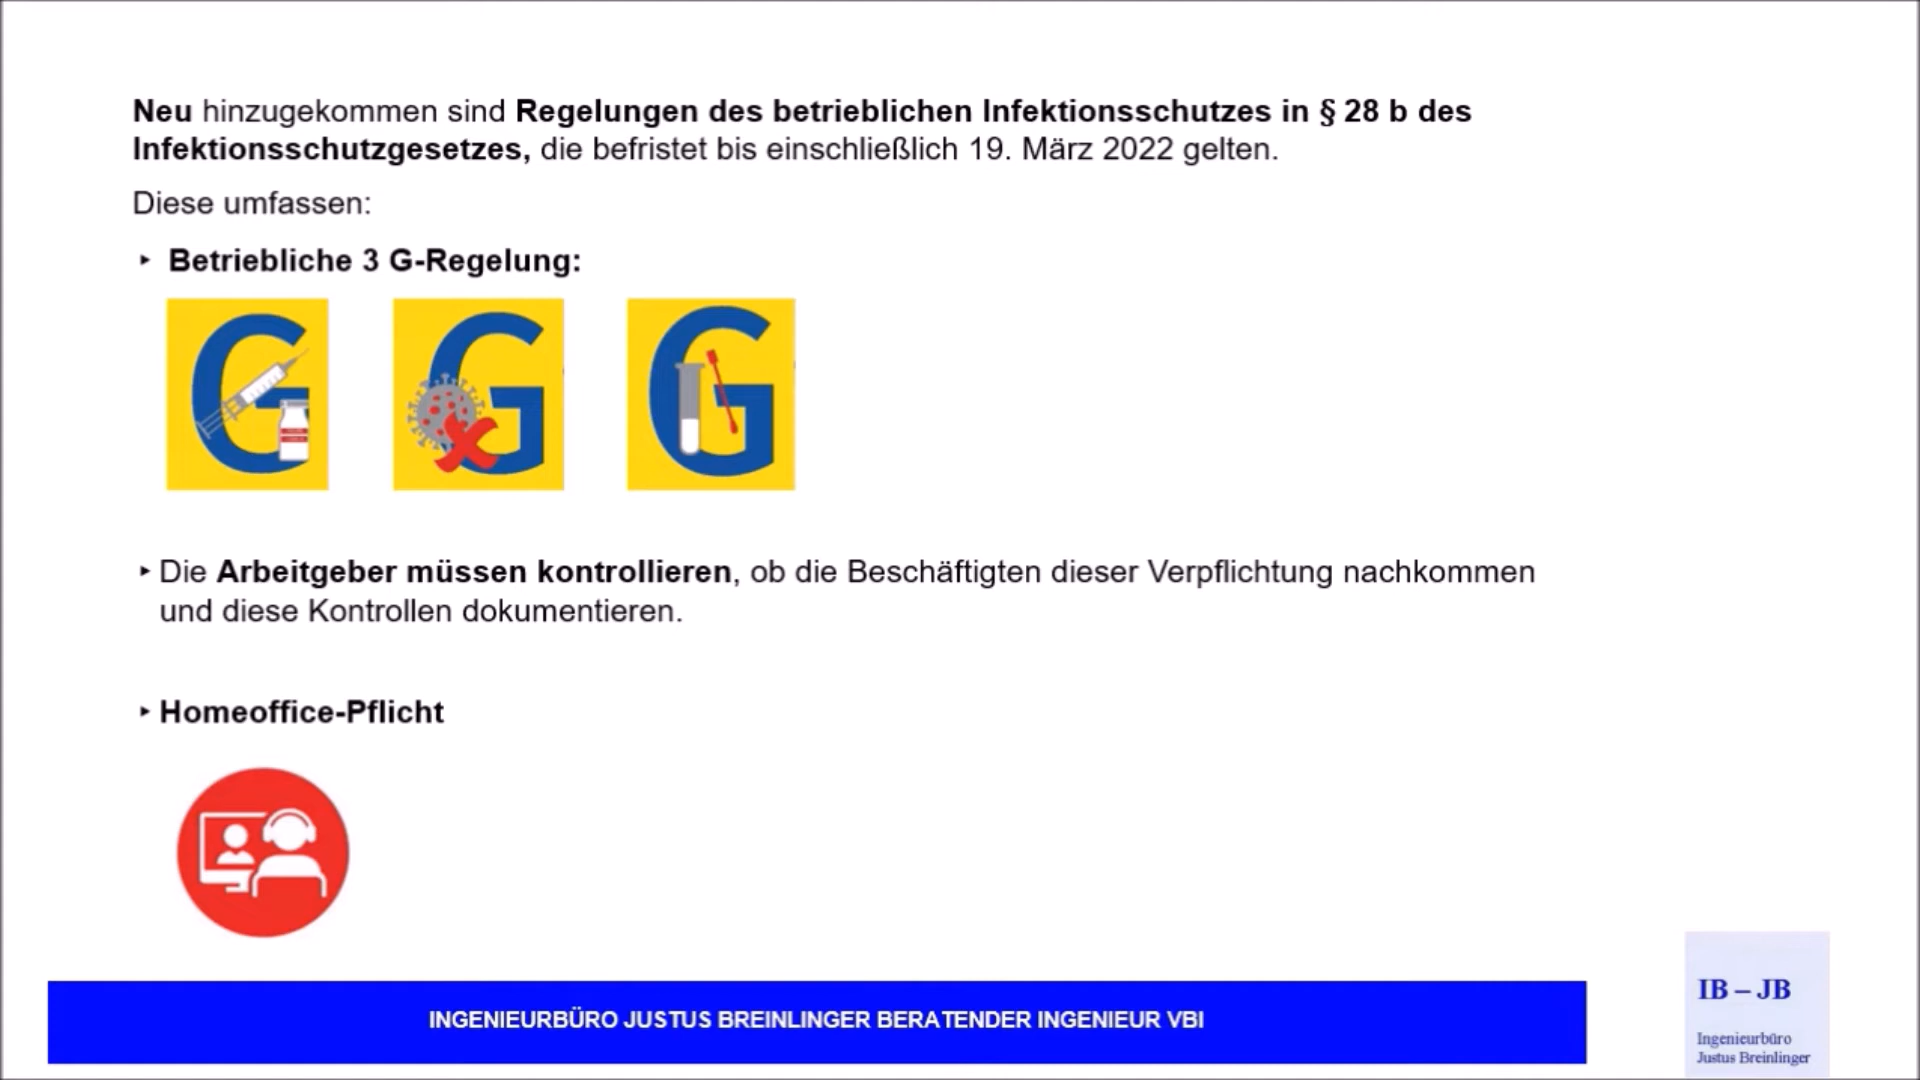 Neu hinzugekommen sind Regelungen des betrieblichen Infektionsschutzes in § 28 b des
Infektionsschutzgesetzes, die befristet bis einschließlich 19. März 2022 gelten.
Diese umfassen:
‣ Betriebliche 3 G-Regelung:
G G G
‣ Die Arbeitgeber müssen kontrollieren, ob die Beschäftigten dieser Verpflichtung nachkommen
und diese Kontrollen dokumentieren.
‣ Homeoffice-Pflicht
INGENIEURBÜRO JUSTUS BREINLINGER BERATENDER INGENIEUR VBI
IB – JB
Ingenieurbüro
Justus Breinlinger